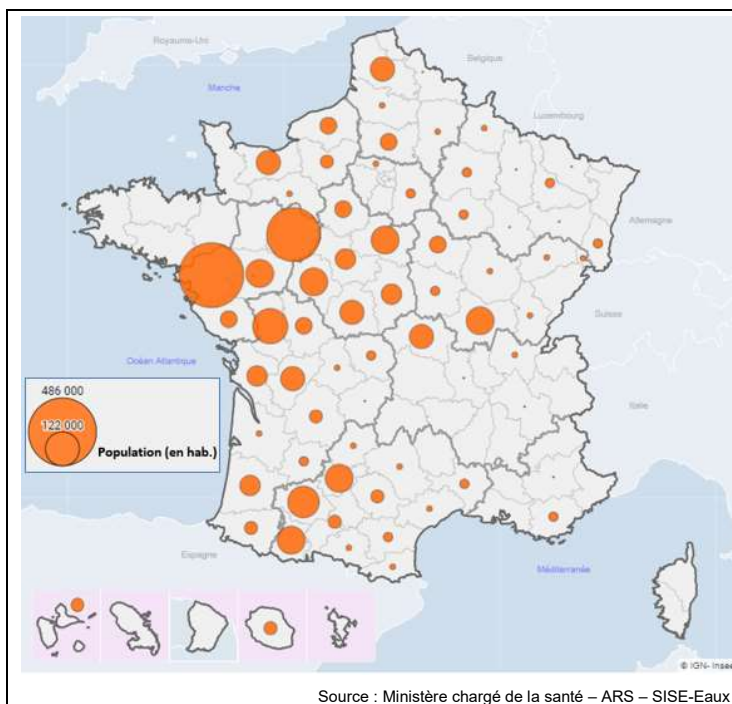 Royaume-Uni
Belgique
Manche
Luxembourg
Allemagne
Suisse
Océan Atlantique
Italie
486 000
122 000
Population (en hab.)
Espagne
Méditerranée
© IGN- Insee
Source : Ministère chargé de la santé – ARS – SISE-Eaux